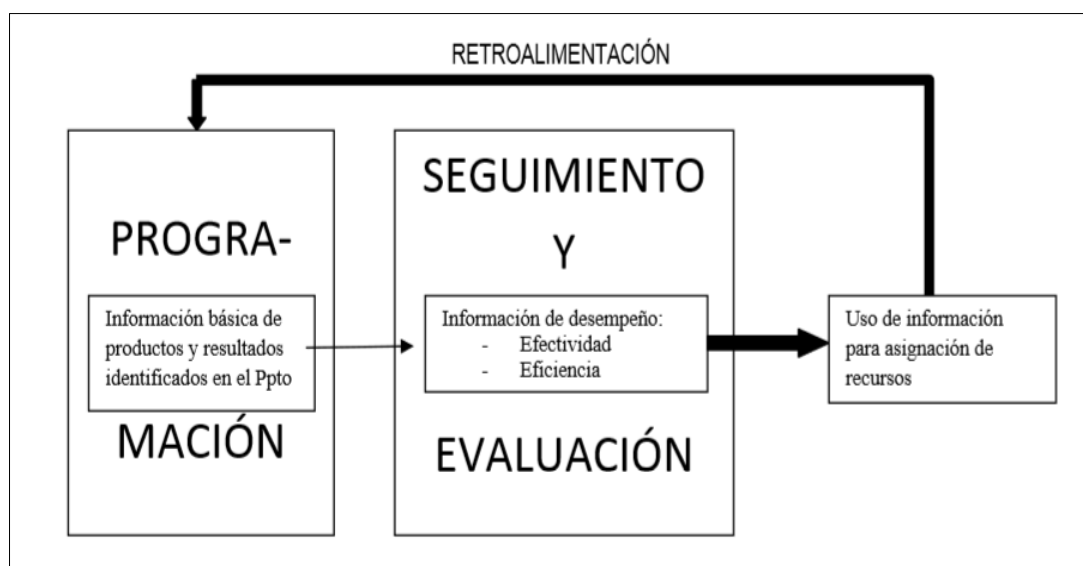 RETROALIMENTACIÓN
PROGRA-
Información básica de
productos y resultados
identificados en el Ppto
MACIÓN
SEGUIMIENTO
Y
Información de desempeño:
- Efectividad
- Eficiencia
EVALUACIÓN
Uso de información
para asignación de
recursos